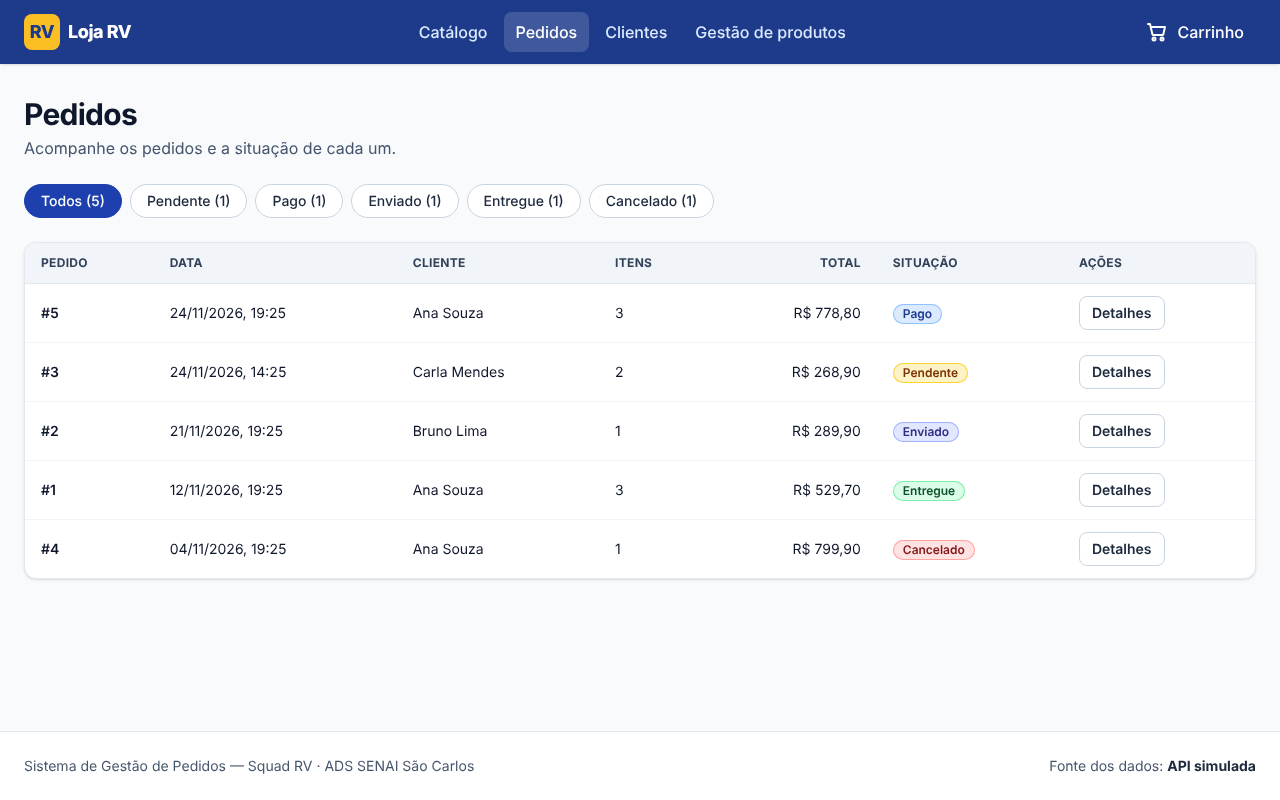 RV Loja RV Catálogo Pedidos Clientes Gestão de produtos Carrinho
Pedidos
Acompanhe os pedidos e a situação de cada um.
Todos (5) Pendente (1) Pago (1) Enviado (1) Entregue (1) Cancelado (1)
PEDIDO DATA CLIENTE ITENS TOTAL SITUAÇÃO AÇÕES
#5 24/11/2026, 19:25 Ana Souza 3 R$ 778,80 Pago Detalhes
#3 24/11/2026, 14:25 Carla Mendes 2 R$ 268,90 Pendente Detalhes
#2 21/11/2026, 19:25 Bruno Lima 1 R$ 289,90 Enviado Detalhes
#1 12/11/2026, 19:25 Ana Souza 3 R$ 529,70 Entregue Detalhes
#4 04/11/2026, 19:25 Ana Souza 1 R$ 799,90 Cancelado Detalhes
Sistema de Gestão de Pedidos — Squad RV · ADS SENAI São Carlos Fonte dos dados: API simulada